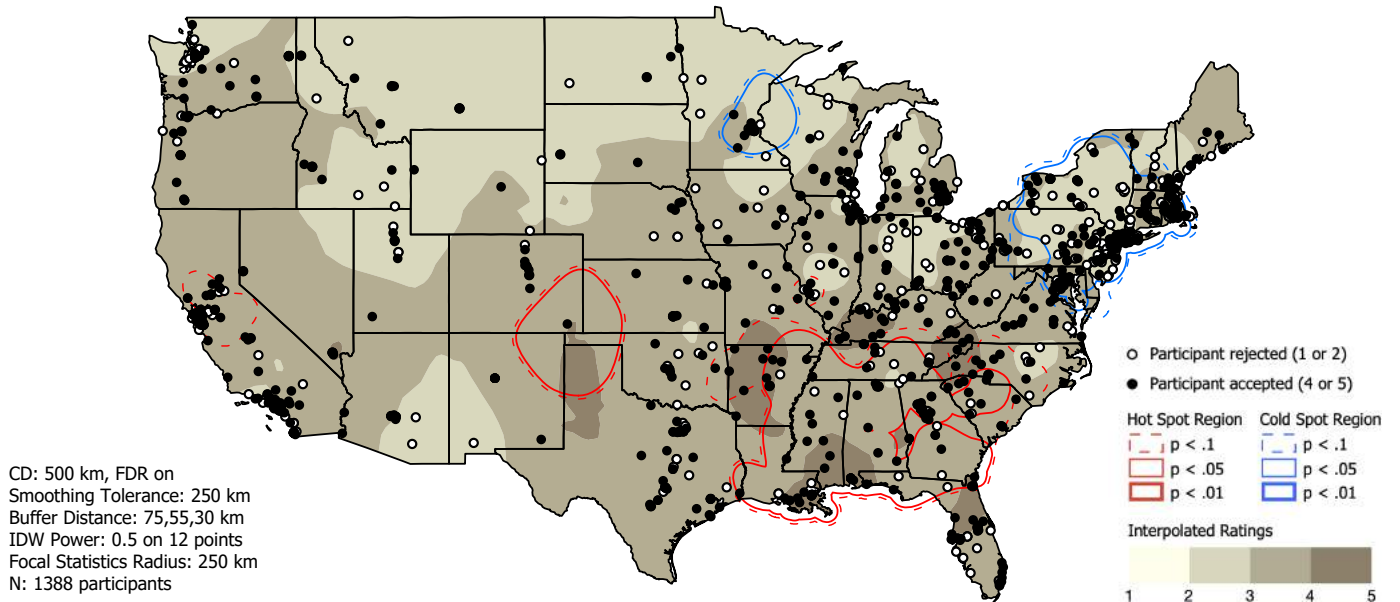 CD: 500 km, FDR on
Smoothing Tolerance: 250 km
Buffer Distance: 75,55,30 km
IDW Power: 0.5 on 12 points
Focal Statistics Radius: 250 km
N: 1388 participants
Participant rejected (1 or 2)
Participant accepted (4 or 5)
Hot Spot Region Cold Spot Region
p < .1 p < .1
p < .05 p < .05
p < .01 p < .01
Interpolated Ratings
1 2 3 4 5